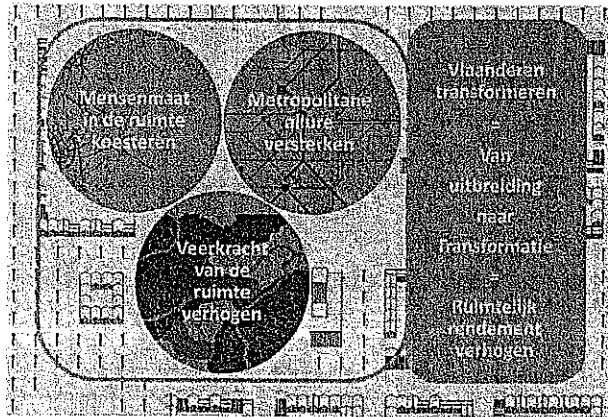 Mensenmaat
in de ruimte
koesteren
Metropolitane
allure
versterken
Veerkracht
van de
ruimte
verhogen
Vlaanderen
transformeren
=
Van
uitbreiding
naar
Transformatie
=
Ruimtelijk
rendement
verhogen